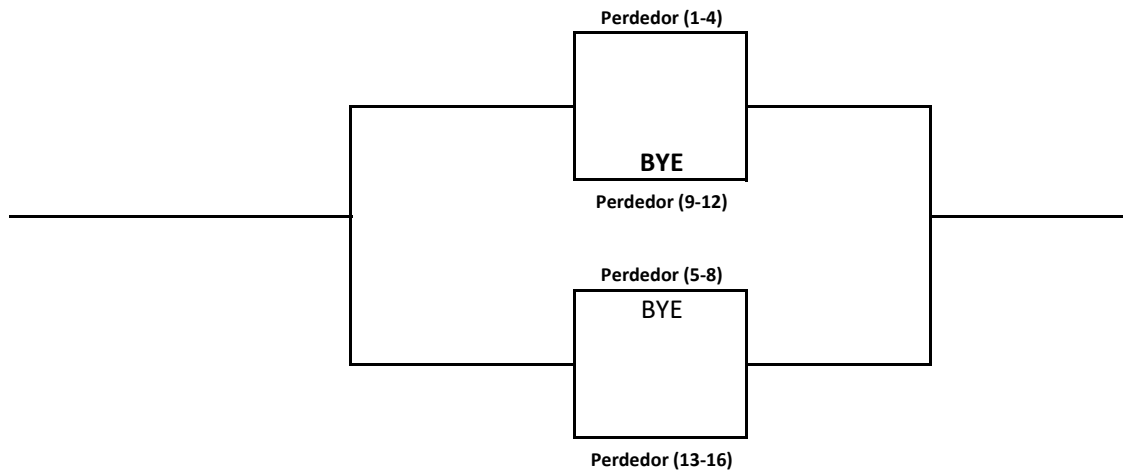 Perdedor (1-4)
BYE
Perdedor (9-12)
Perdedor (5-8)
BYE
Perdedor (13-16)